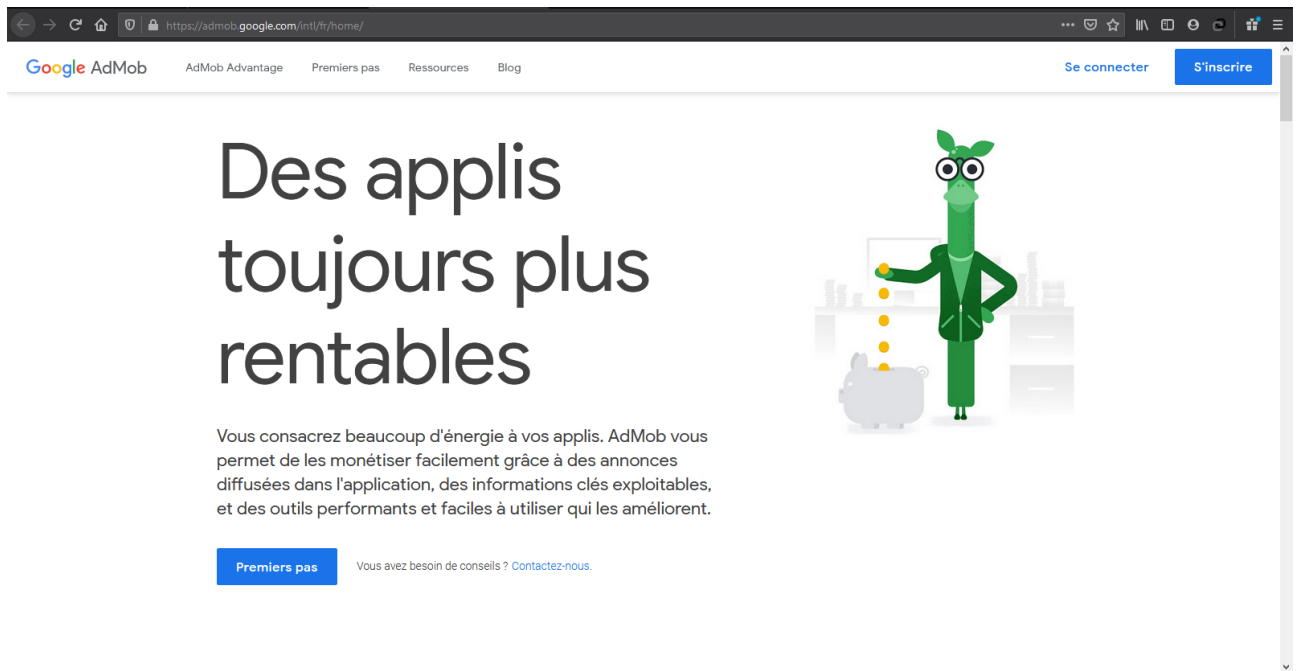 https://admob.google.com/intl/fr/home/
Google AdMob
AdMob Advantage
Premiers pas
Ressources
Blog
Se connecter
S'inscrire
Des applis
toujours plus
rentables
Vous consacrez beaucoup d'énergie à vos applis. AdMob vous
permet de les monétiser facilement grâce à des annonces
diffusées dans l'application, des informations clés exploitables,
et des outils performants et faciles à utiliser qui les améliorent.
Premiers pas
Vous avez besoin de conseils ? Contactez-nous.